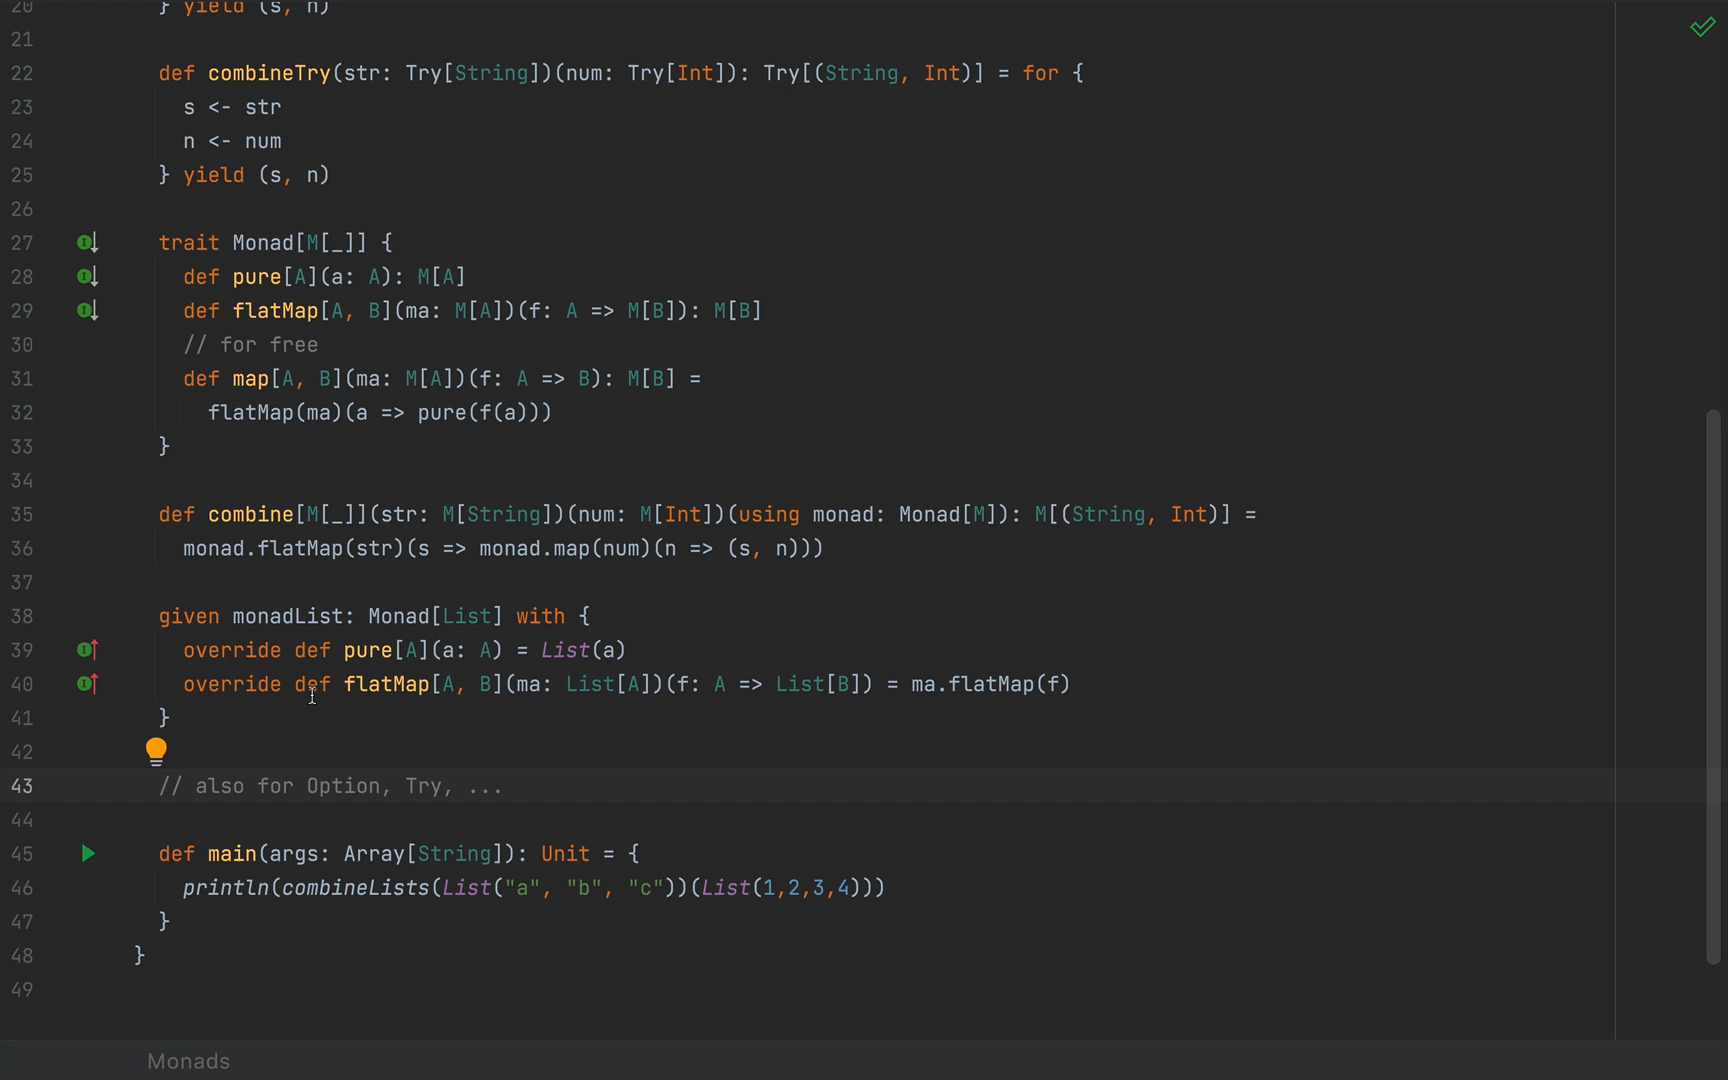 20     } yield (s, n)
21
22     def combineTry(str: Try[String])(num: Try[Int]): Try[(String, Int)] = for {
23       s <- str
24       n <- num
25     } yield (s, n)
26
27     trait Monad[M[_]] {
28       def pure[A](a: A): M[A]
29       def flatMap[A, B](ma: M[A])(f: A => M[B]): M[B]
30       // for free
31       def map[A, B](ma: M[A])(f: A => B): M[B] =
32         flatMap(ma)(a => pure(f(a)))
33     }
34
35     def combine[M[_]](str: M[String])(num: M[Int])(using monad: Monad[M]): M[(String, Int)] =
36       monad.flatMap(str)(s => monad.map(num)(n => (s, n)))
37
38     given monadList: Monad[List] with {
39       override def pure[A](a: A) = List(a)
40       override def flatMap[A, B](ma: List[A])(f: A => List[B]) = ma.flatMap(f)
41     }
42
43     // also for Option, Try, ...
44
45     def main(args: Array[String]): Unit = {
46       println(combineLists(List("a", "b", "c"))(List(1,2,3,4)))
47     }
48   }
49
Monads